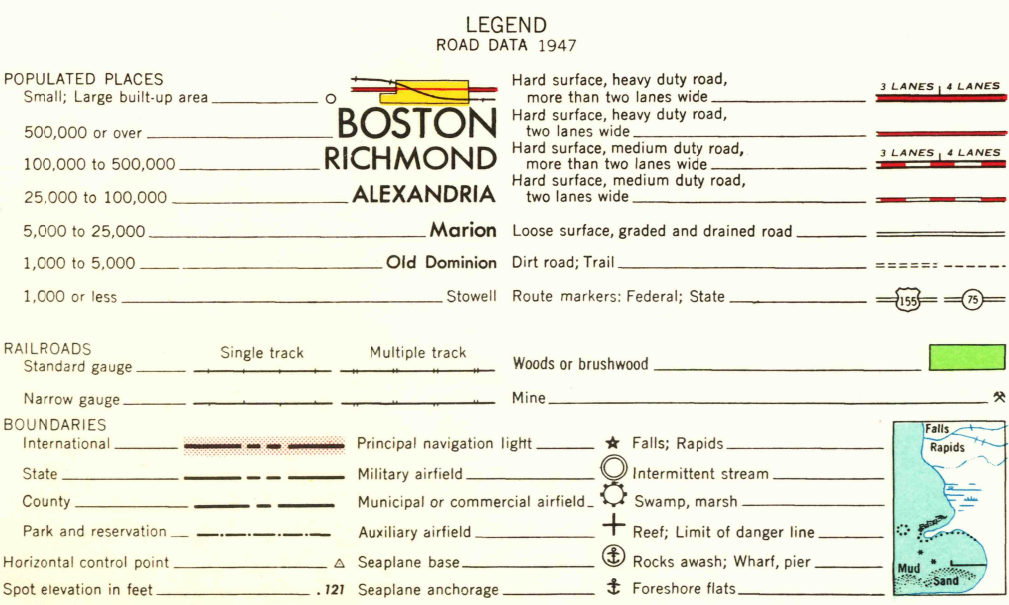 LEGEND
ROAD DATA 1947
POPULATED PLACES
Small; Large built-up area
500,000 or over BOSTON
100,000 to 500,000 RICHMOND
25,000 to 100,000 ALEXANDRIA
5,000 to 25,000 Marion
1,000 to 5,000 Old Dominion
1,000 or less Stowell
Hard surface, heavy duty road,
more than two lanes wide 3 LANES 4 LANES
Hard surface, heavy duty road,
two lanes wide
Hard surface, medium duty road,
more than two lanes wide 3 LANES 4 LANES
Hard surface, medium duty road,
two lanes wide
Loose surface, graded and drained road
Dirt road; Trail
Route markers: Federal; State 155 75
RAILROADS Single track Multiple track
Standard gauge
Narrow gauge
Woods or brushwood
Mine
BOUNDARIES
International
State
County
Park and reservation
Horizontal control point
Spot elevation in feet .121
Principal navigation light
Military airfield
Municipal or commercial airfield
Auxiliary airfield
Seaplane base
Seaplane anchorage
Falls; Rapids
Intermittent stream
Swamp, marsh
Reef; Limit of danger line
Rocks awash; Wharf, pier
Foreshore flats
Falls
Rapids
Mud
Sand